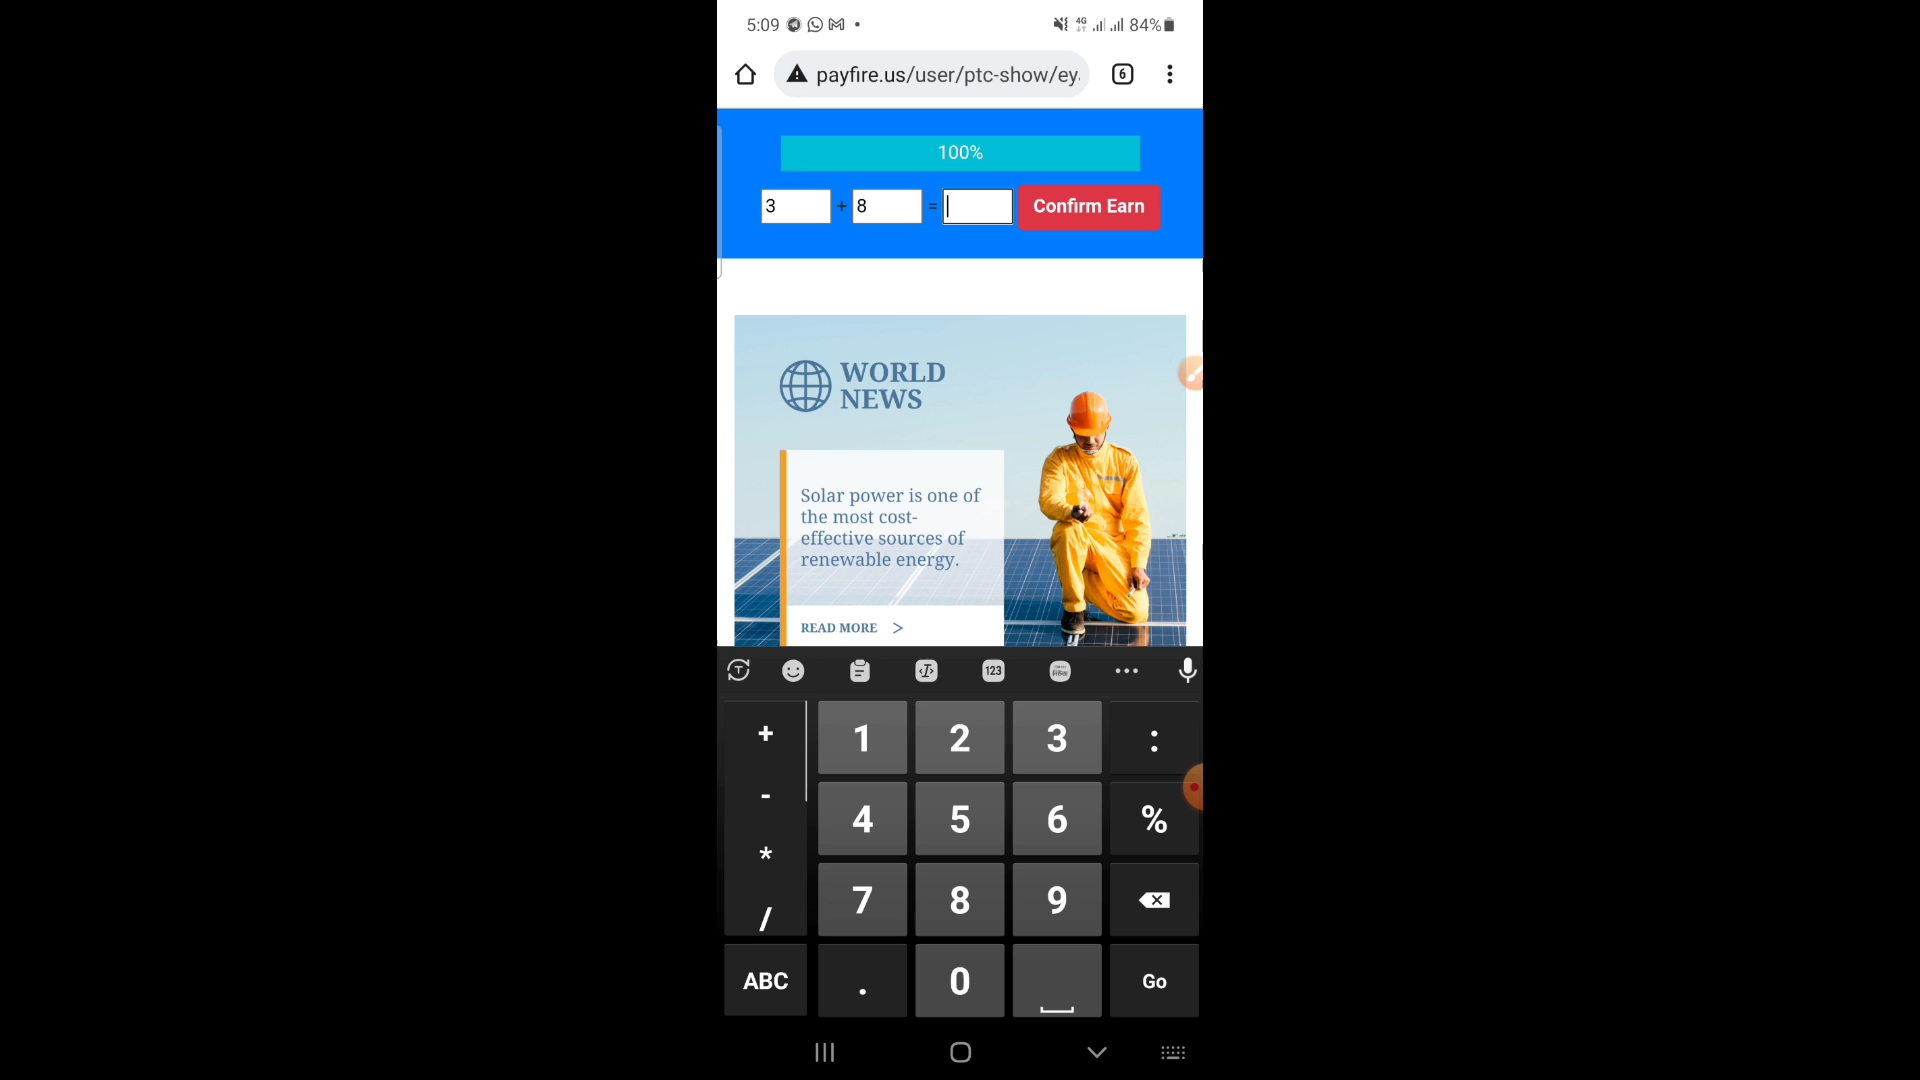 5:09 4G 84%
payfire.us/user/ptc-show/ey 6
100%
3 + 8 = Confirm Earn
WORLD
NEWS
Solar power is one of
the most cost-
effective sources of
renewable energy.
READ MORE >
T 123
+ 1 2 3 :
- 4 5 6 %
* 7 8 9
/
ABC . 0 Go